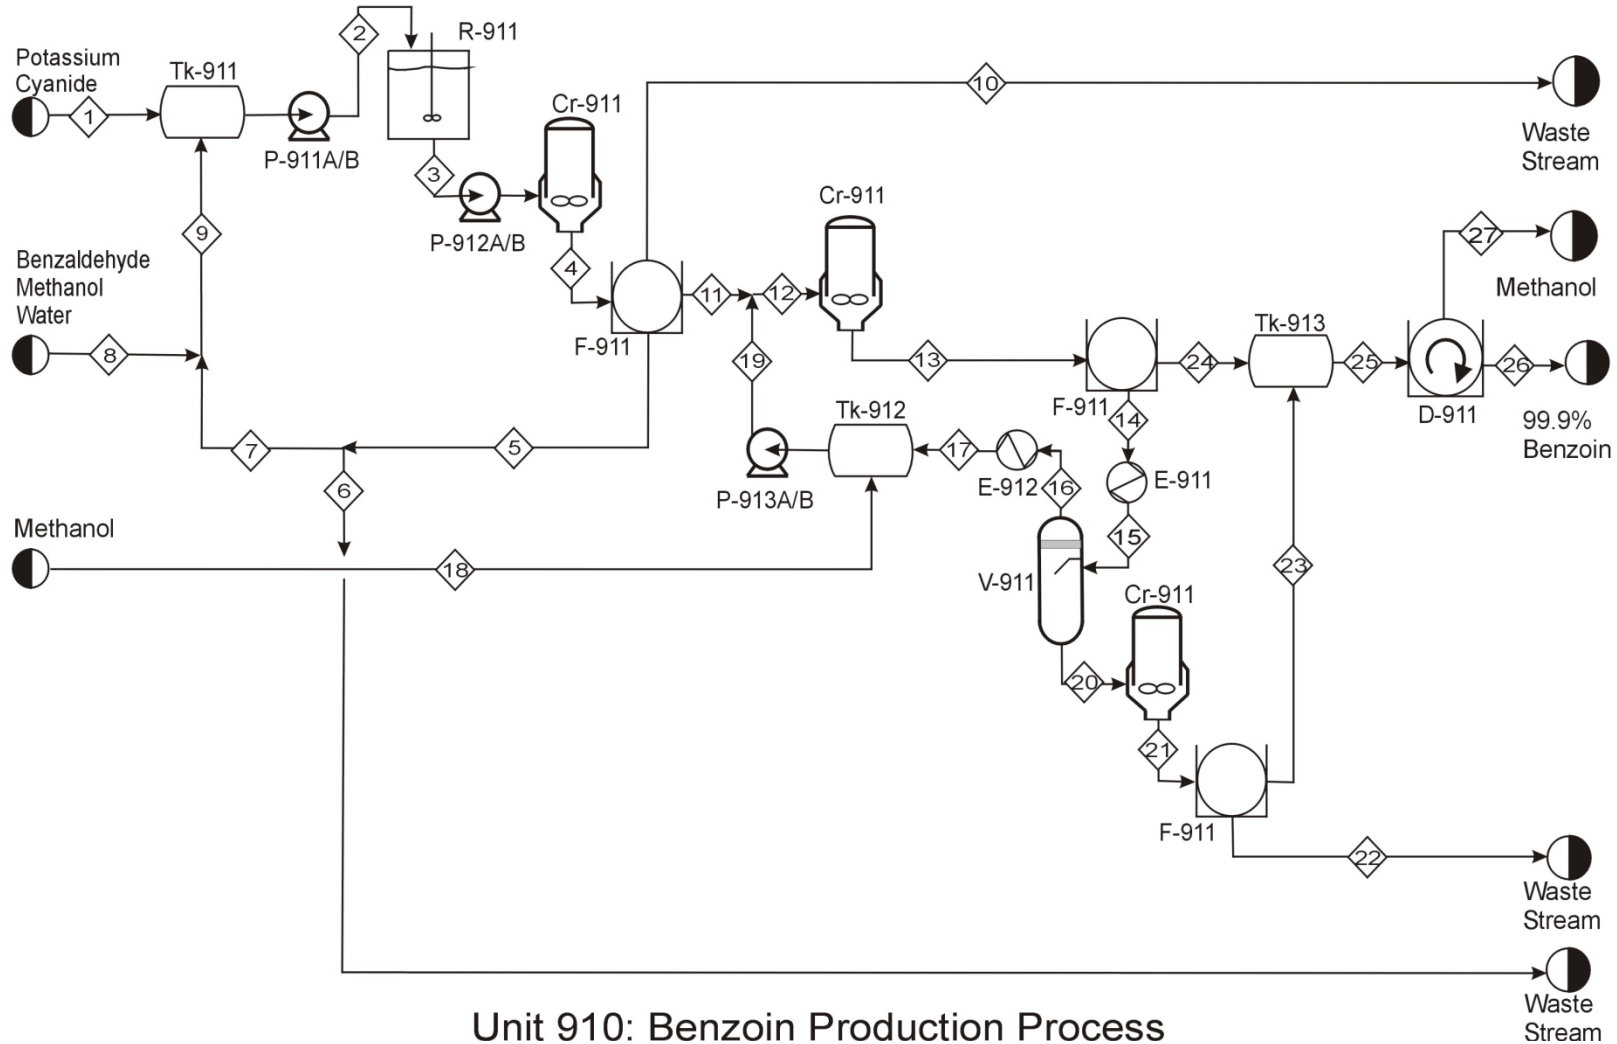 2
R-911
Potassium
Cyanide
Tk-911
1
P-911A/B
Cr-911
10
Waste
Stream
3
P-912A/B
Cr-911
27
Methanol
9
Benzaldehyde
Methanol
Water
4
11
12
F-911
8
19
13
Tk-913
24
25
26
F-911
D-911
99.9%
Benzoin
14
Tk-912
7
5
17
E-912
16
E-911
6
P-913A/B
15
Methanol
18
V-911
23
Cr-911
20
21
F-911
22
Waste
Stream
Waste
Stream
Unit 910: Benzoin Production Process